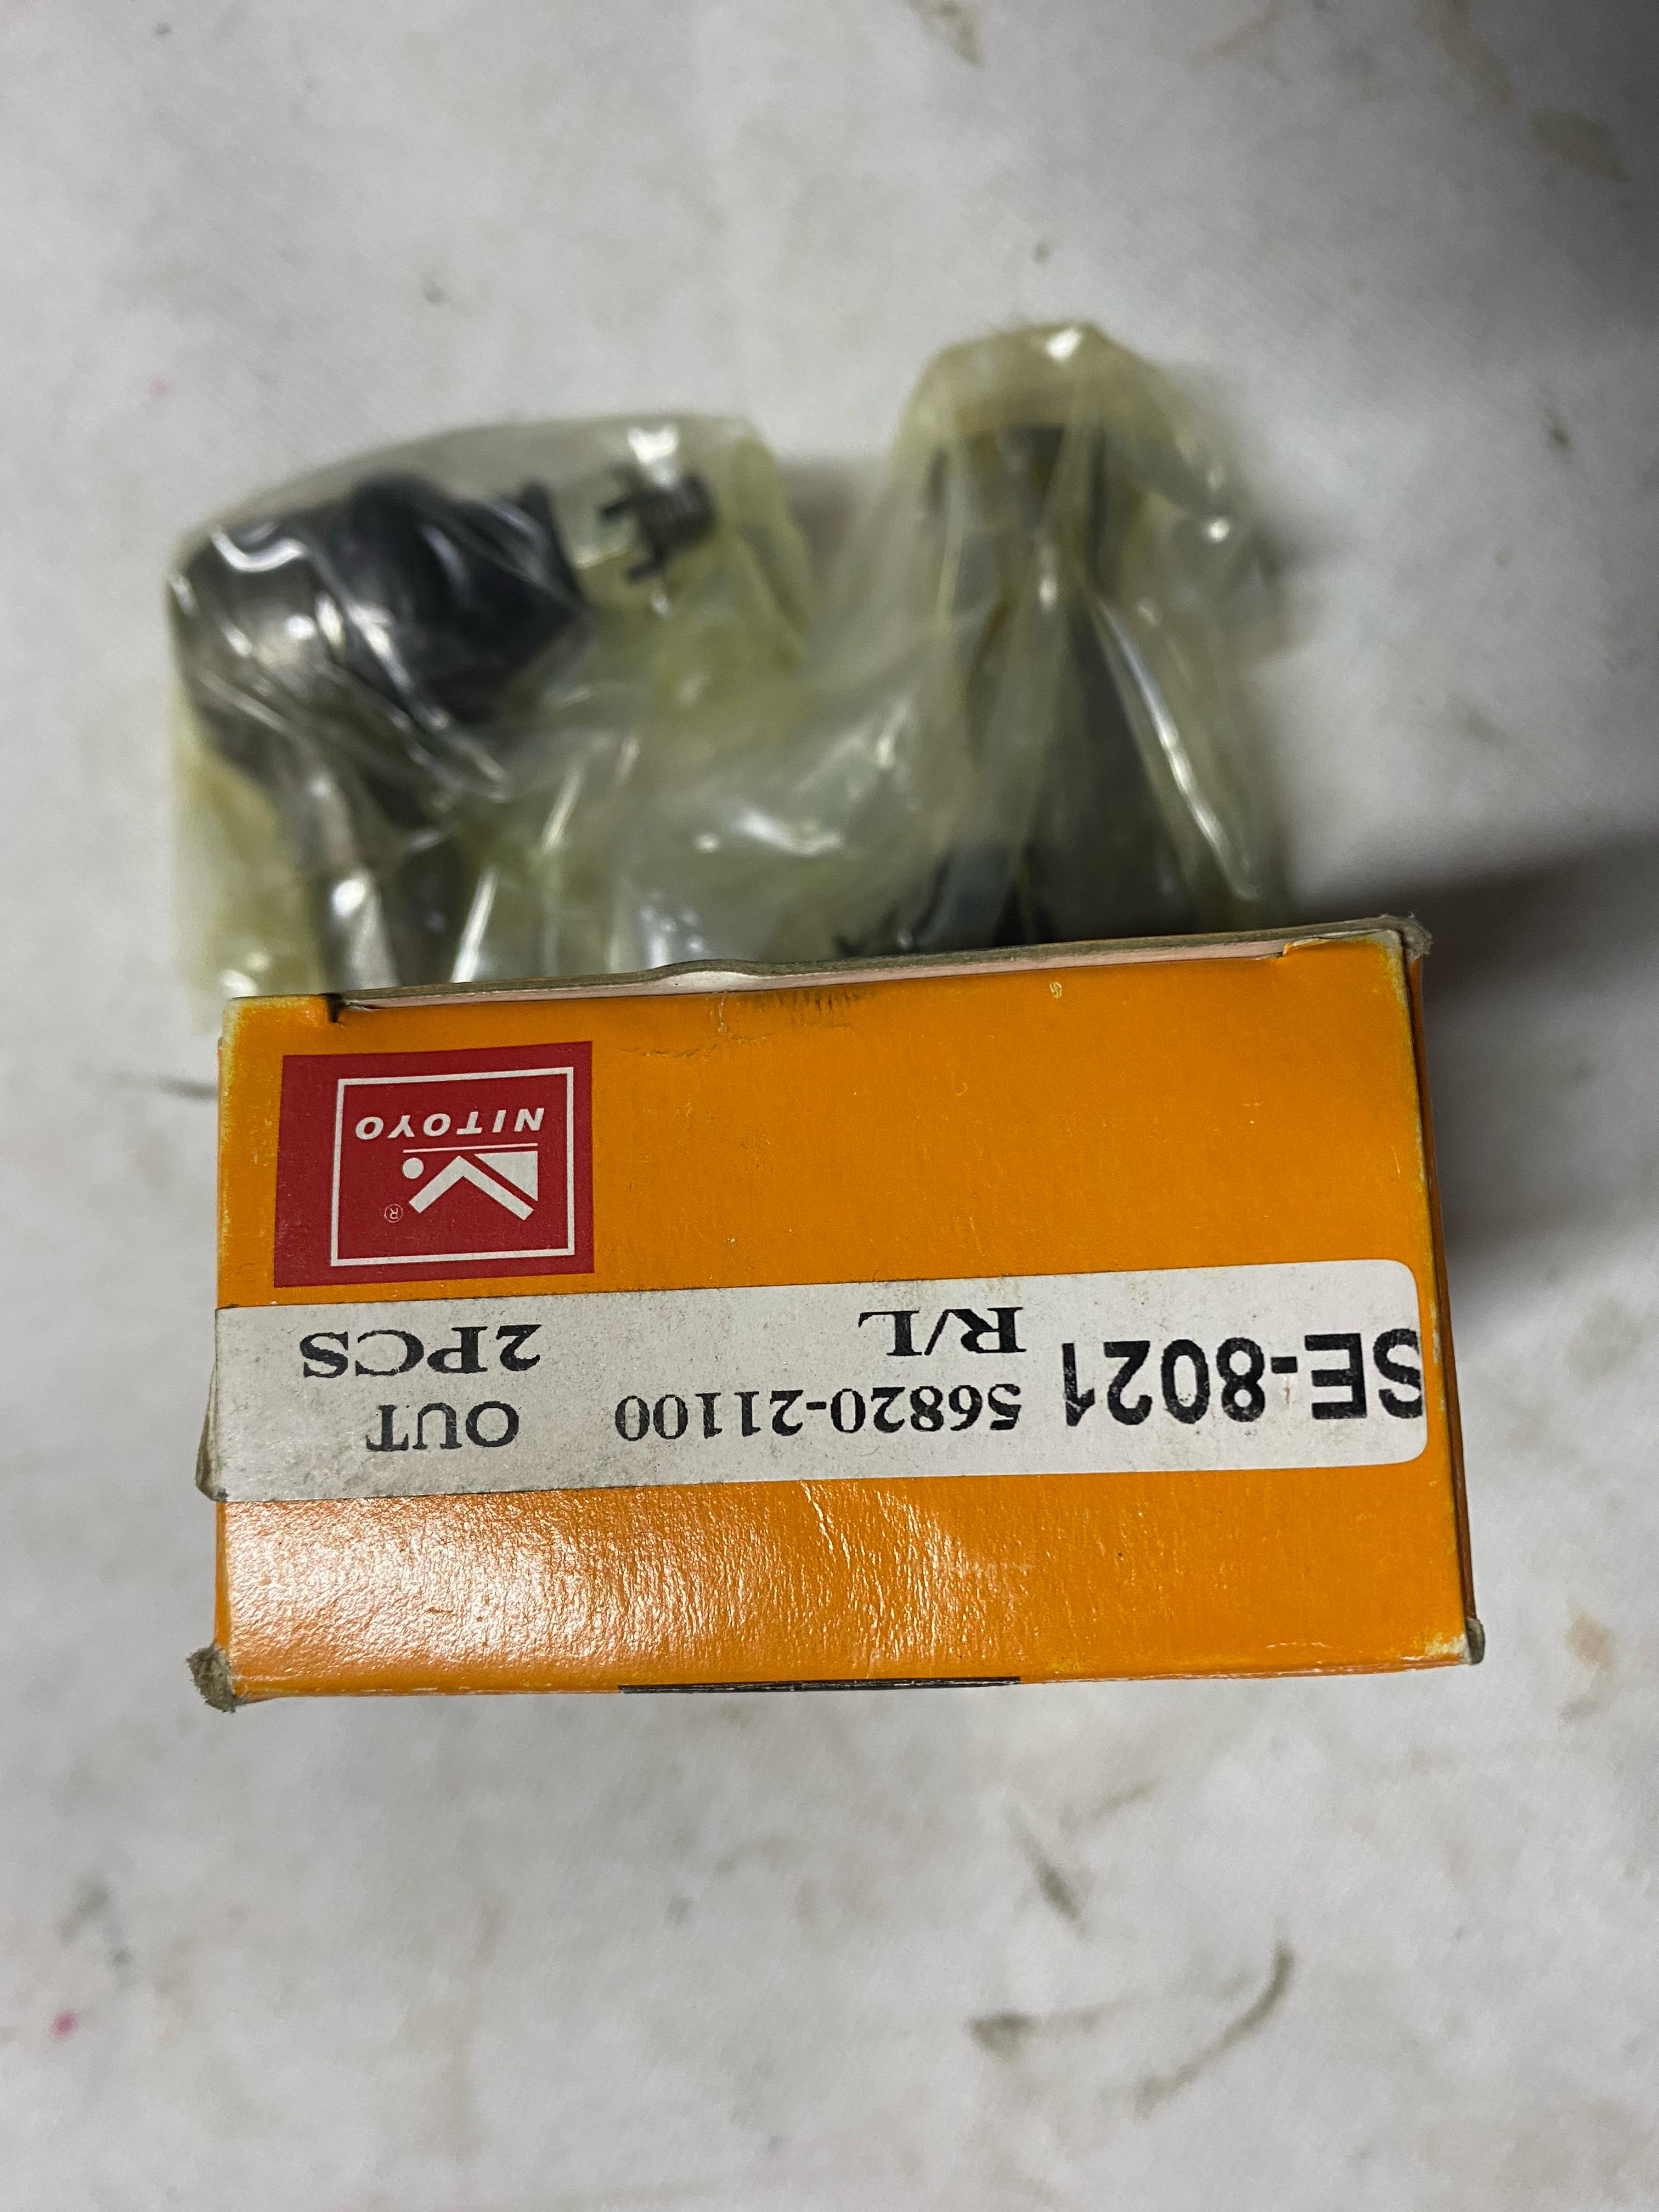 SE-8021
56820-21100 OUT
R/L 2PCS
®
NITOYO